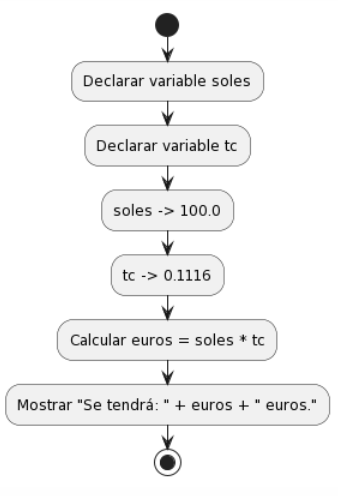 Declarar variable soles
Declarar variable tc
soles -> 100.0
tc -> 0.1116
Calcular euros = soles * tc
Mostrar "Se tendrá: " + euros + " euros."